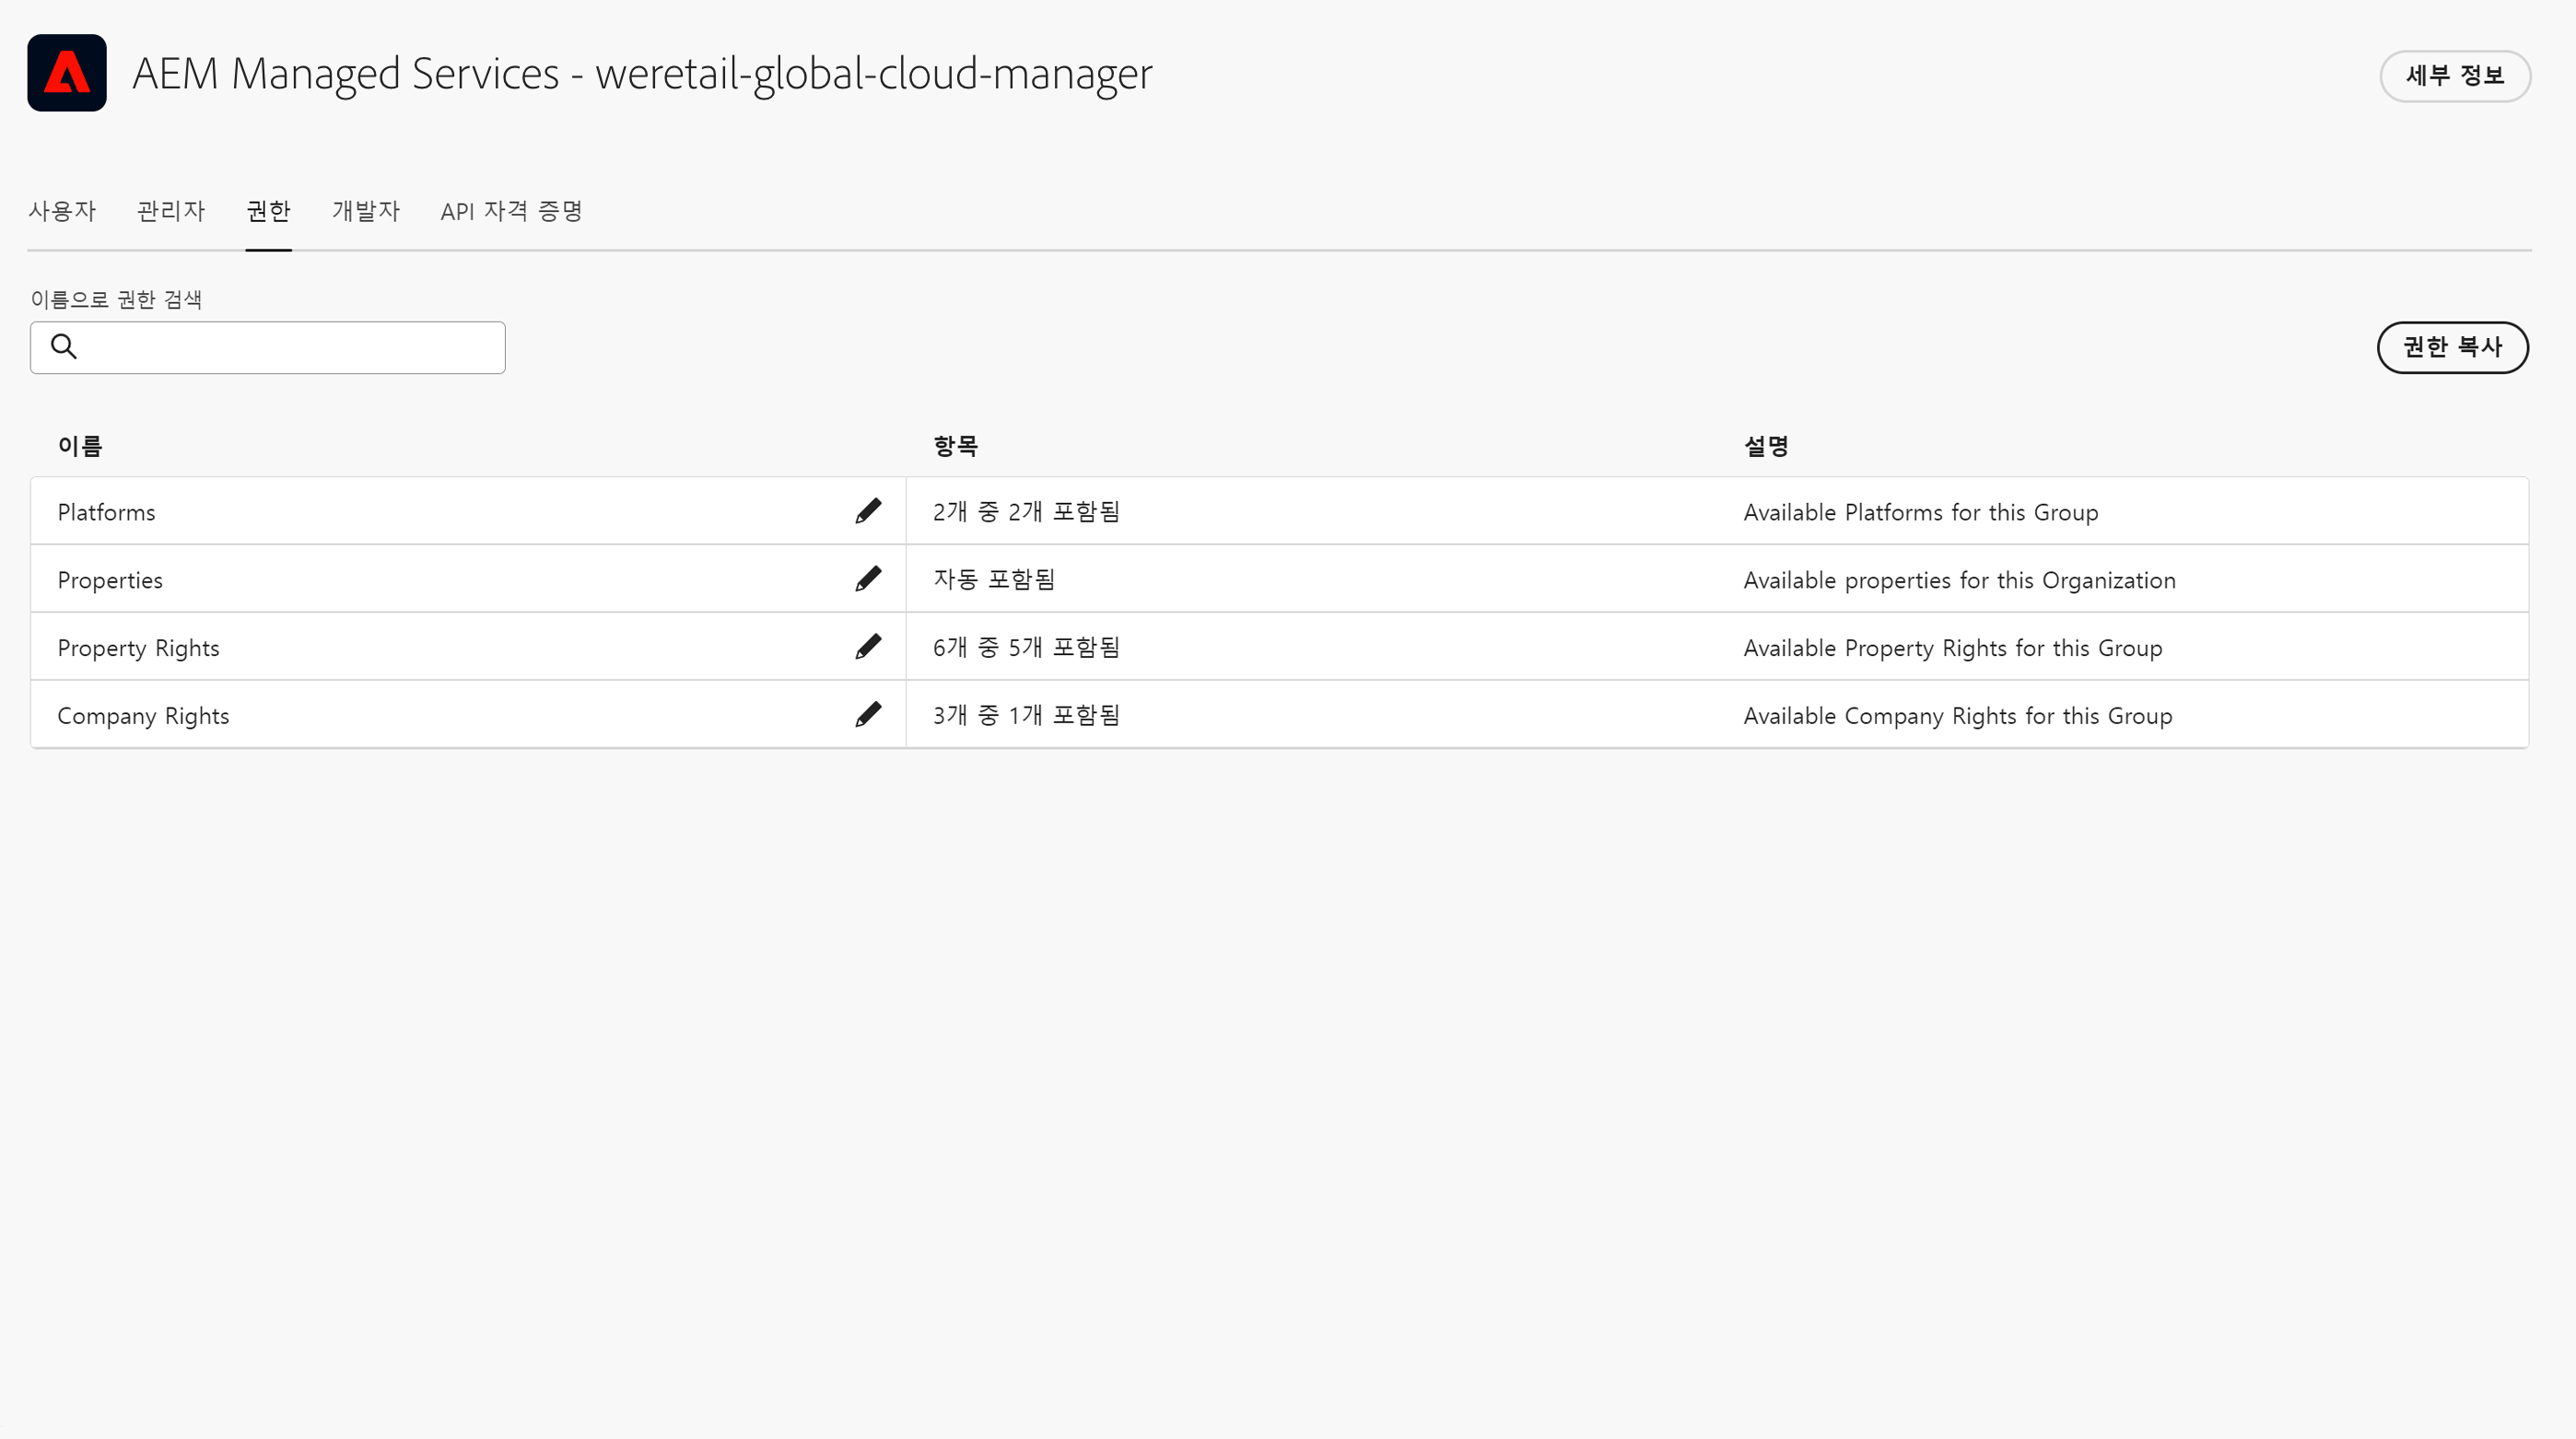 AEM Managed Services - weretail-global-cloud-manager
세부 정보
사용자 관리자 권한 개발자 API 자격 증명
이름으로 권한 검색
권한 복사
이름 항목 설명
Platforms 2개 중 2개 포함됨 Available Platforms for this Group
Properties 자동 포함됨 Available properties for this Organization
Property Rights 6개 중 5개 포함됨 Available Property Rights for this Group
Company Rights 3개 중 1개 포함됨 Available Company Rights for this Group